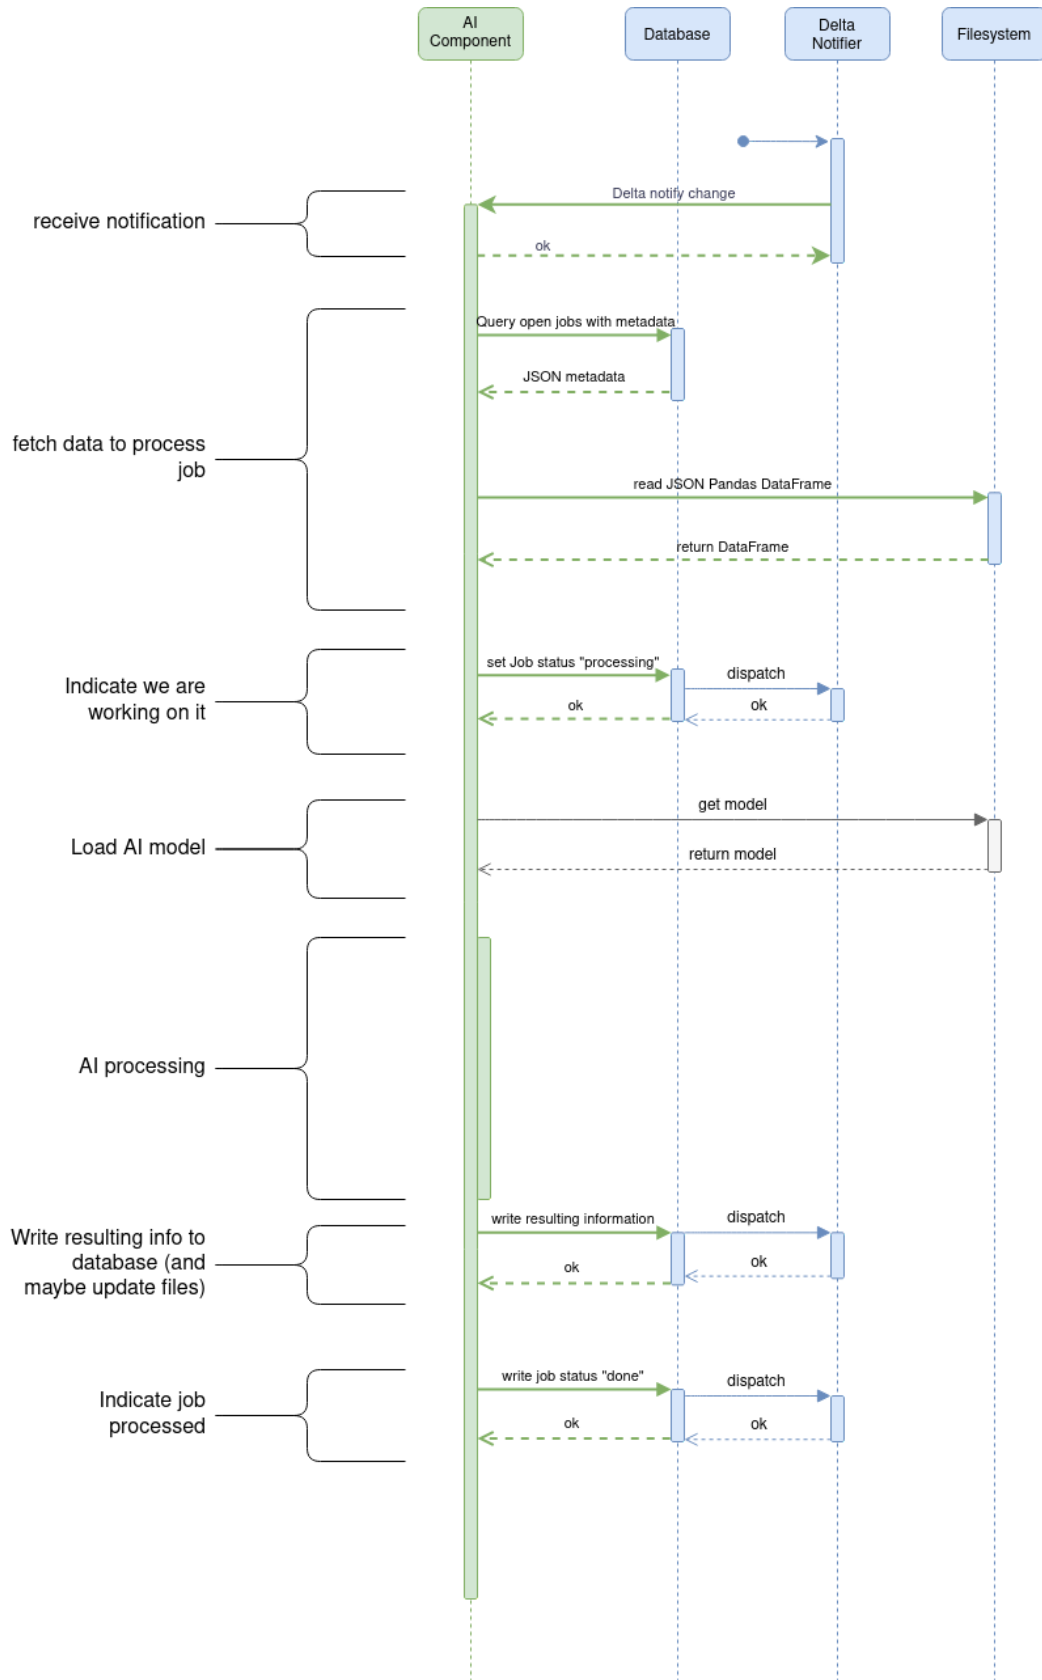 AI
Component
Database
Delta
Notifier
Filesystem
Delta notify change
receive notification
ok
Query open jobs with metadata
JSON metadata
fetch data to process
job
read JSON Pandas DataFrame
return DataFrame
set Job status "processing"
dispatch
Indicate we are
working on it
ok
ok
get model
Load AI model
return model
AI processing
write resulting information
dispatch
Write resulting info to
database (and
maybe update files)
ok
ok
write job status "done"
dispatch
Indicate job
processed
ok
ok